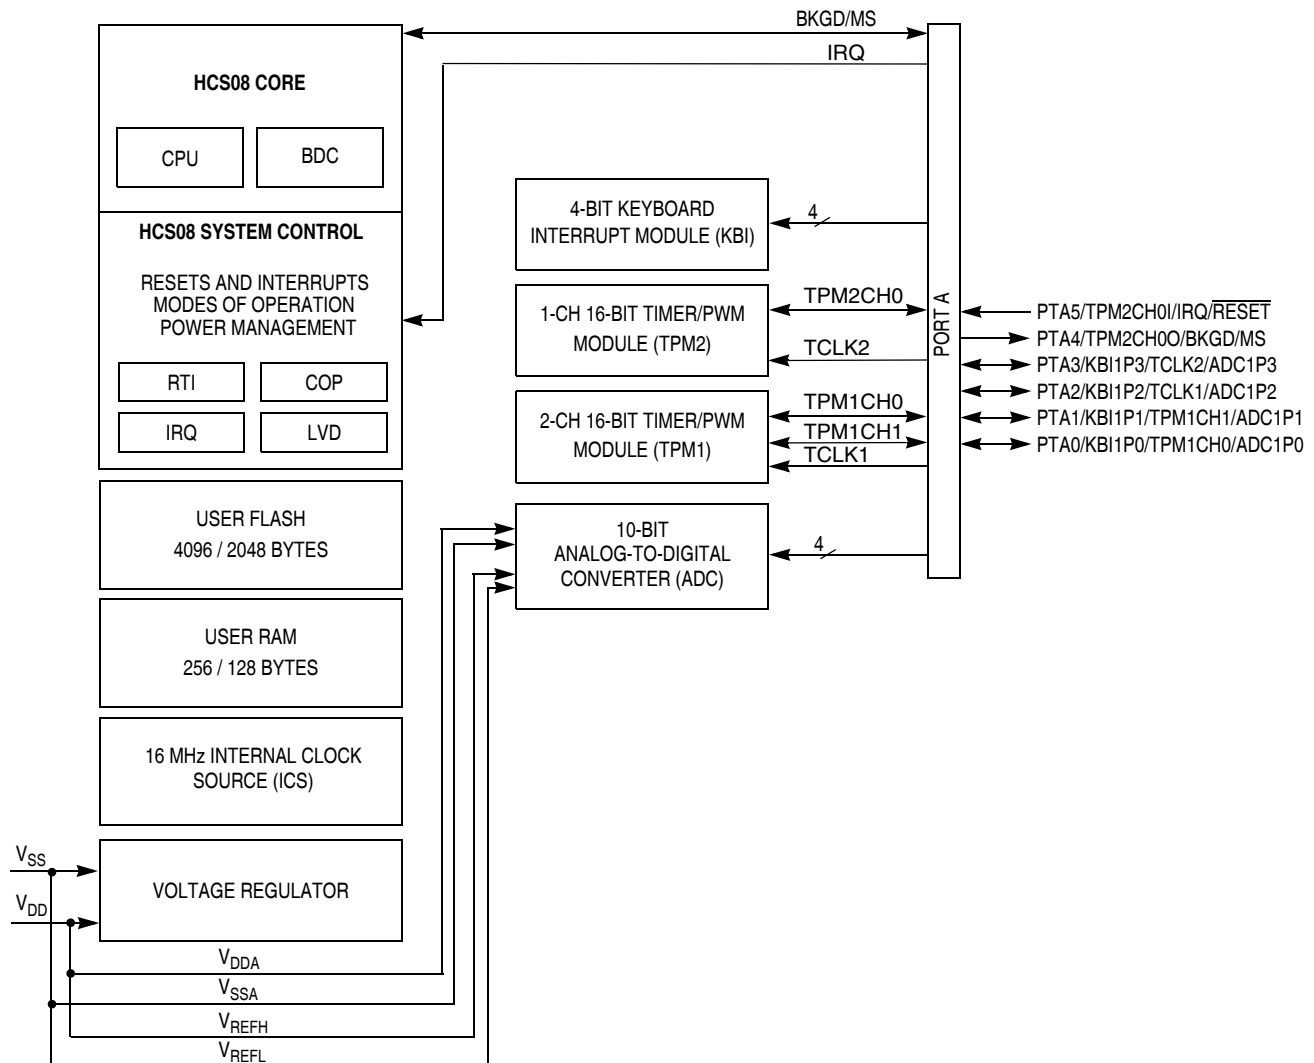 BKGD/MS
IRQ
HCS08 CORE
CPU
BDC
HCS08 SYSTEM CONTROL
RESETS AND INTERRUPTS
MODES OF OPERATION
POWER MANAGEMENT
RTI
COP
IRQ
LVD
USER FLASH
4096 / 2048 BYTES
USER RAM
256 / 128 BYTES
16 MHz INTERNAL CLOCK
SOURCE (ICS)
VOLTAGE REGULATOR
VSS
VDD
VDDA
VSSA
VREFH
VREFL
4-BIT KEYBOARD
INTERRUPT MODULE (KBI)
4
1-CH 16-BIT TIMER/PWM
MODULE (TPM2)
TPM2CH0
TCLK2
2-CH 16-BIT TIMER/PWM
MODULE (TPM1)
TPM1CH0
TPM1CH1
TCLK1
10-BIT
ANALOG-TO-DIGITAL
CONVERTER (ADC)
4
PORT A
PTA5/TPM2CH0I/IRQ/RESET
PTA4/TPM2CH0O/BKGD/MS
PTA3/KBI1P3/TCLK2/ADC1P3
PTA2/KBI1P2/TCLK1/ADC1P2
PTA1/KBI1P1/TPM1CH1/ADC1P1
PTA0/KBI1P0/TPM1CH0/ADC1P0